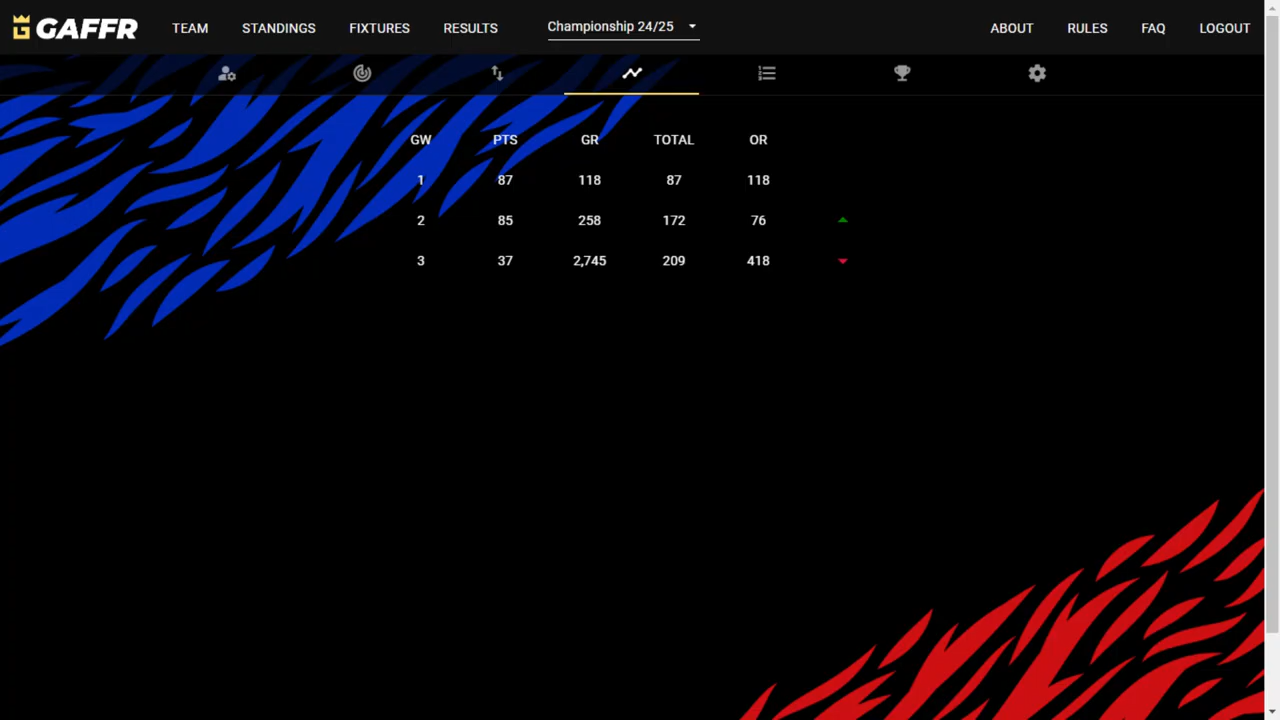 GAFFR TEAM STANDINGS FIXTURES RESULTS Championship 24/25 ABOUT RULES FAQ LOGOUT
GW PTS GR TOTAL OR
1 87 118 87 118
2 85 258 172 76
3 37 2,745 209 418